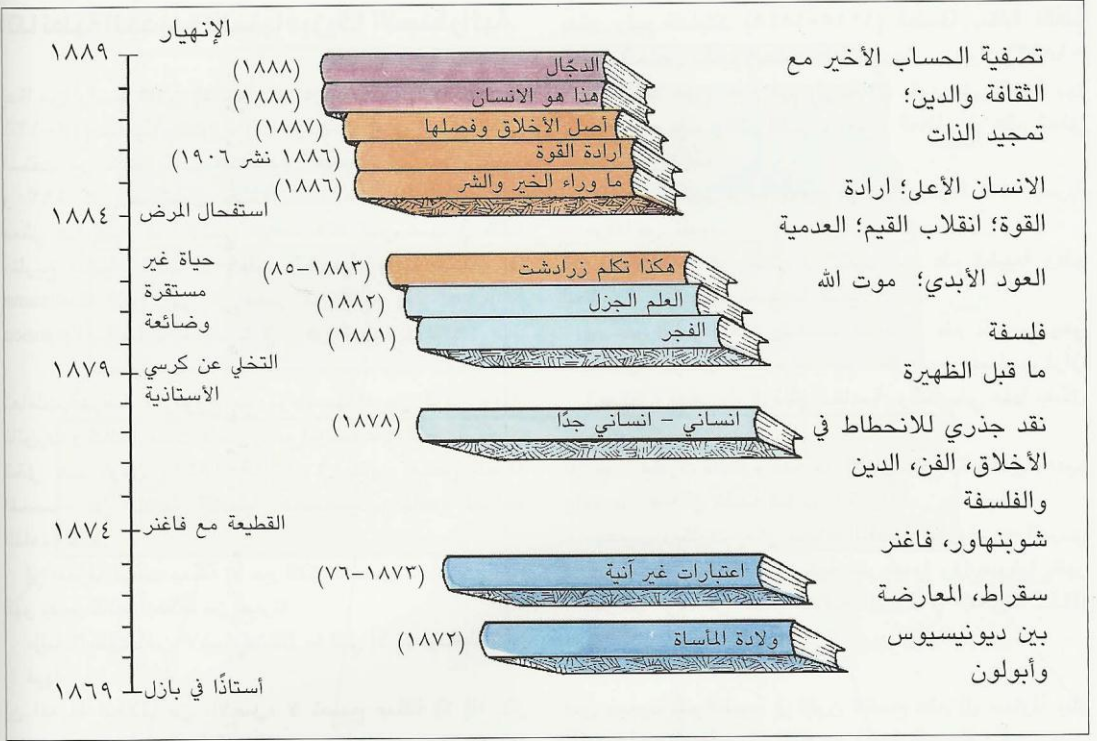 تصفية الحساب الأخير مع
الثقافة والدين؛
تمجيد الذات
الانسان الأعلى؛ ارادة
القوة؛ انقلاب القيم؛ العدمية
العود الأبدي؛ موت الله
فلسفة
ما قبل الظهيرة
نقد جذري للانحطاط في
الأخلاق، الفن، الدين
والفلسفة
شوبنهاور، فاغنر
سقراط، المعارضة
بين ديونيسيوس
وأبولون
الدجّال (١٨٨٨)
هذا هو الانسان (١٨٨٨)
أصل الأخلاق وفصلها (١٨٨٧)
ارادة القوة (١٨٨٦ نشر ١٩٠٦)
ما وراء الخير والشر (١٨٨٦)
هكذا تكلم زرادشت (١٨٨٣–٨٥)
العلم الجزل (١٨٨٢)
الفجر (١٨٨١)
انساني – انساني جدًا (١٨٧٨)
اعتبارات غير آنية (١٨٧٣–٧٦)
ولادة المأساة (١٨٧٢)
الإنهيار
١٨٨٩
استفحال المرض
١٨٨٤
حياة غير
مستقرة
وضائعة
التخلي عن كرسي
الأستاذية
١٨٧٩
القطيعة مع فاغنر
١٨٧٤
أستاذًا في بازل
١٨٦٩